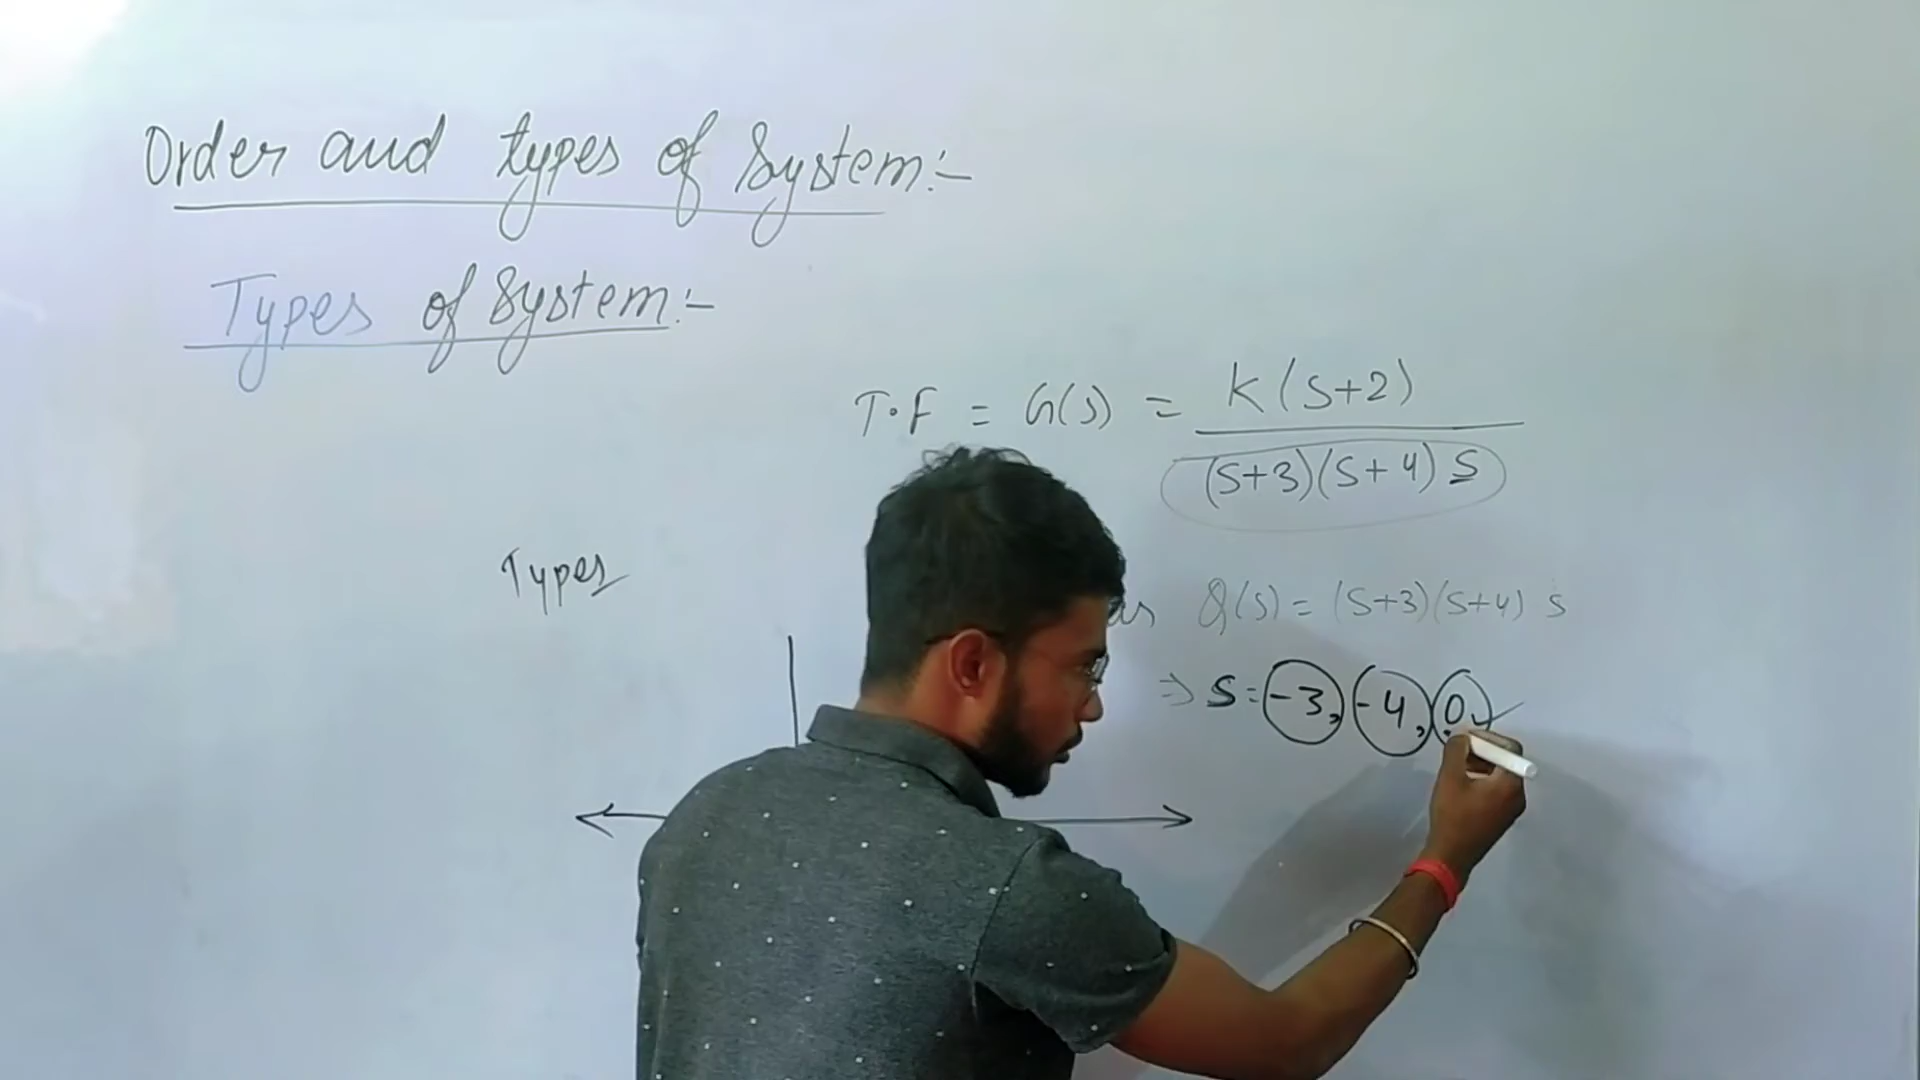 Order and types of System:-
Types of System:-
T.F = G(s) = K(s+2)
(s+3)(s+4) s
Types
Q(s) = (s+3)(s+4) s
⇒ s = -3, -4, 0